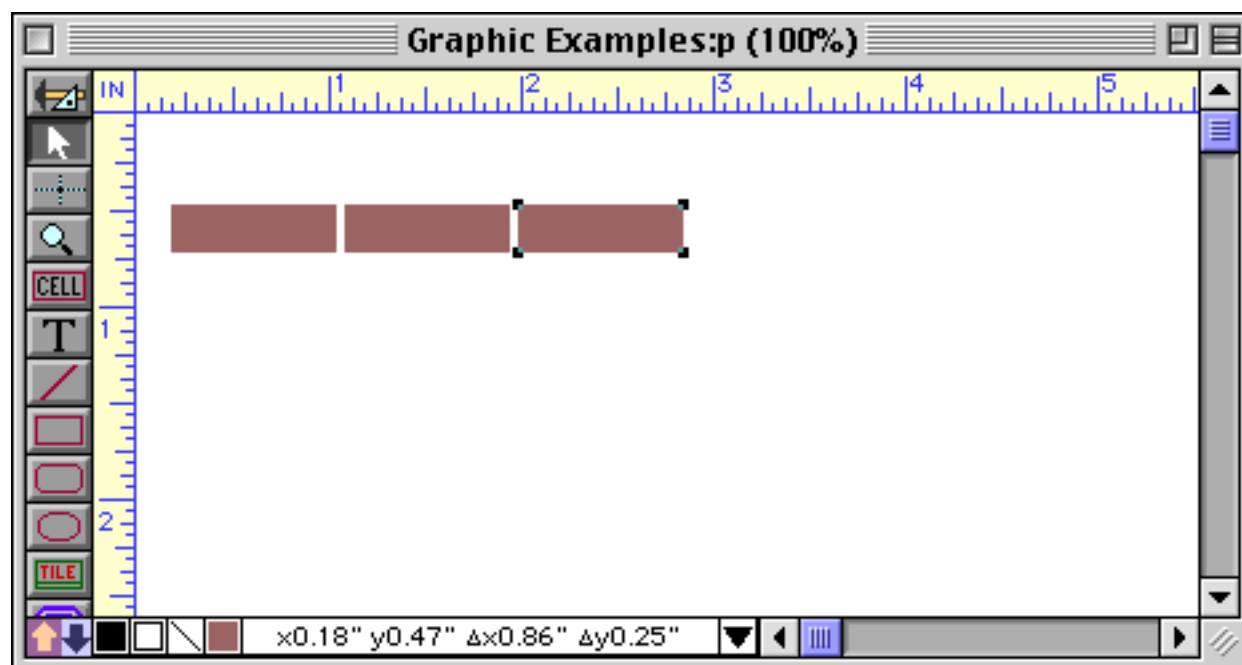 Graphic Examples:p (100%)
IN 1 2 3 4 5
CELL
T
1
2
TILE
x0.18" y0.47" Δx0.86" Δy0.25"